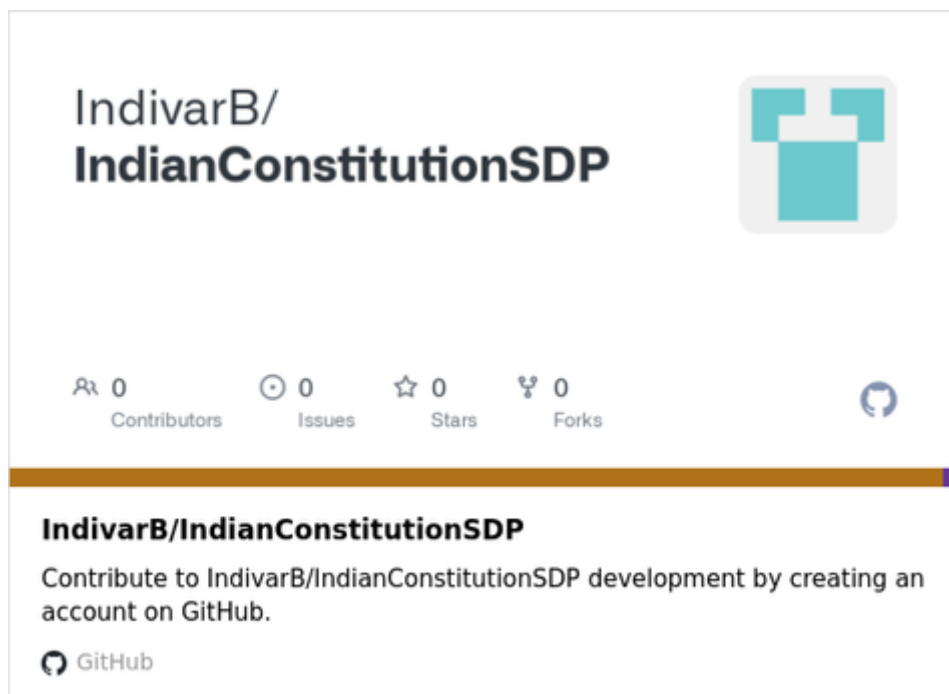 IndivarB/
IndianConstitutionSDP
0 0 0 0
Contributors Issues Stars Forks
IndivarB/IndianConstitutionSDP
Contribute to IndivarB/IndianConstitutionSDP development by creating an
account on GitHub.
GitHub